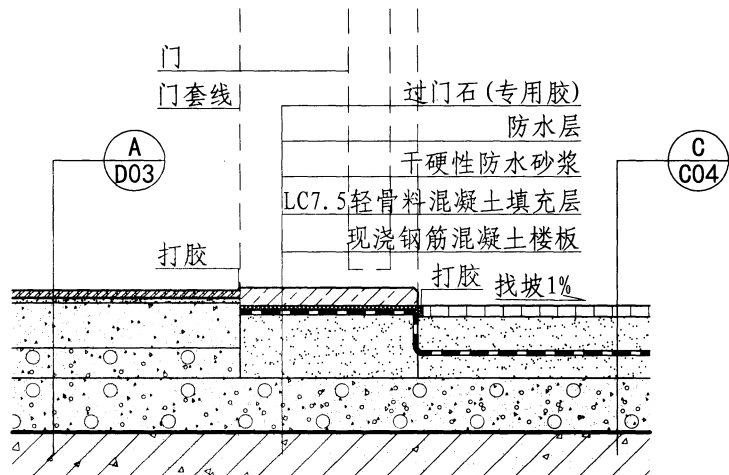 门
门套线
过门石(专用胶)
防水层
干硬性防水砂浆
LC7.5轻骨料混凝土填充层
现浇钢筋混凝土楼板
A
D03
C
C04
打胶
打胶
找坡1%